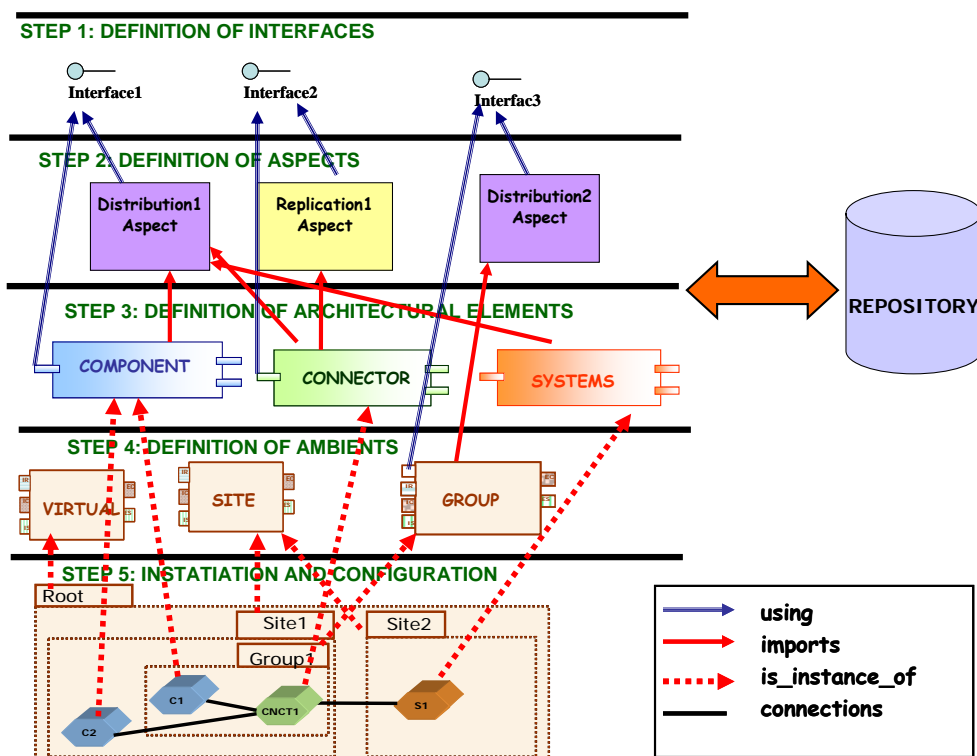 STEP 1: DEFINITION OF INTERFACES
Interface1
Interface2
Interfac3
STEP 2: DEFINITION OF ASPECTS
Distribution1
Aspect
Replication1
Aspect
Distribution2
Aspect
REPOSITORY
STEP 3: DEFINITION OF ARCHITECTURAL ELEMENTS
COMPONENT
CONNECTOR
SYSTEMS
STEP 4: DEFINITION OF AMBIENTS
VIRTUAL
SITE
GROUP
STEP 5: INSTATIATION AND CONFIGURATION
Root
Site1
Site2
Group1
C1
CNCT1
S1
C2
using
imports
is_instance_of
connections